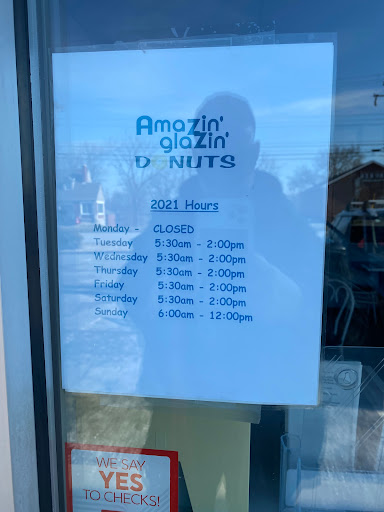 Amazin'
glaZin'
DONUTS
2021 Hours
Monday - CLOSED
Tuesday 5:30am - 2:00pm
Wednesday 5:30am - 2:00pm
Thursday 5:30am - 2:00pm
Friday 5:30am - 2:00pm
Saturday 5:30am - 2:00pm
Sunday 6:00am - 12:00pm
WE SAY
YES
TO CHECKS!